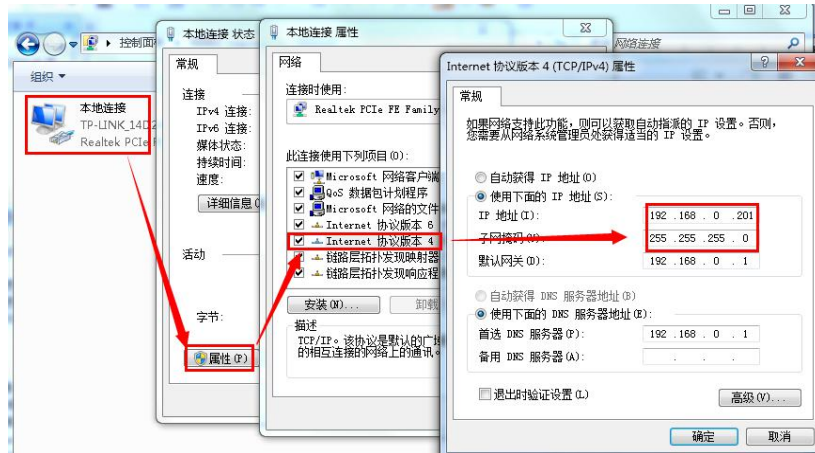 控制面
网络连接
组织
本地连接
TP-LINK_14D2
Realtek PCIe F
本地连接 状态
常规
连接
IPv4 连接:
IPv6 连接:
媒体状态:
持续时间:
速度:
详细信息(
活动
字节:
属性(P)
本地连接 属性
网络
连接时使用:
Realtek PCIe FE Family
此连接使用下列项目(O):
Microsoft 网络客户端
QoS 数据包计划程序
Microsoft 网络的文件
Internet 协议版本 6
Internet 协议版本 4
链路层拓扑发现映射器
链路层拓扑发现响应程
安装(N)...
卸载
描述
TCP/IP。该协议是默认的广域
的相互连接的网络上的通讯。
Internet 协议版本 4 (TCP/IPv4) 属性
常规
如果网络支持此功能,则可以获取自动指派的 IP 设置。否则,
您需要从网络系统管理员处获得适当的 IP 设置。
自动获得 IP 地址(O)
使用下面的 IP 地址(S):
IP 地址(I): 192 .168 . 0 .201
子网掩码(U): 255 .255 .255 . 0
默认网关(D): 192 .168 . 0 . 1
自动获得 DNS 服务器地址(B)
使用下面的 DNS 服务器地址(E):
首选 DNS 服务器(P): 192 .168 . 0 . 1
备用 DNS 服务器(A): . . .
退出时验证设置(L)
高级(V)...
确定
取消